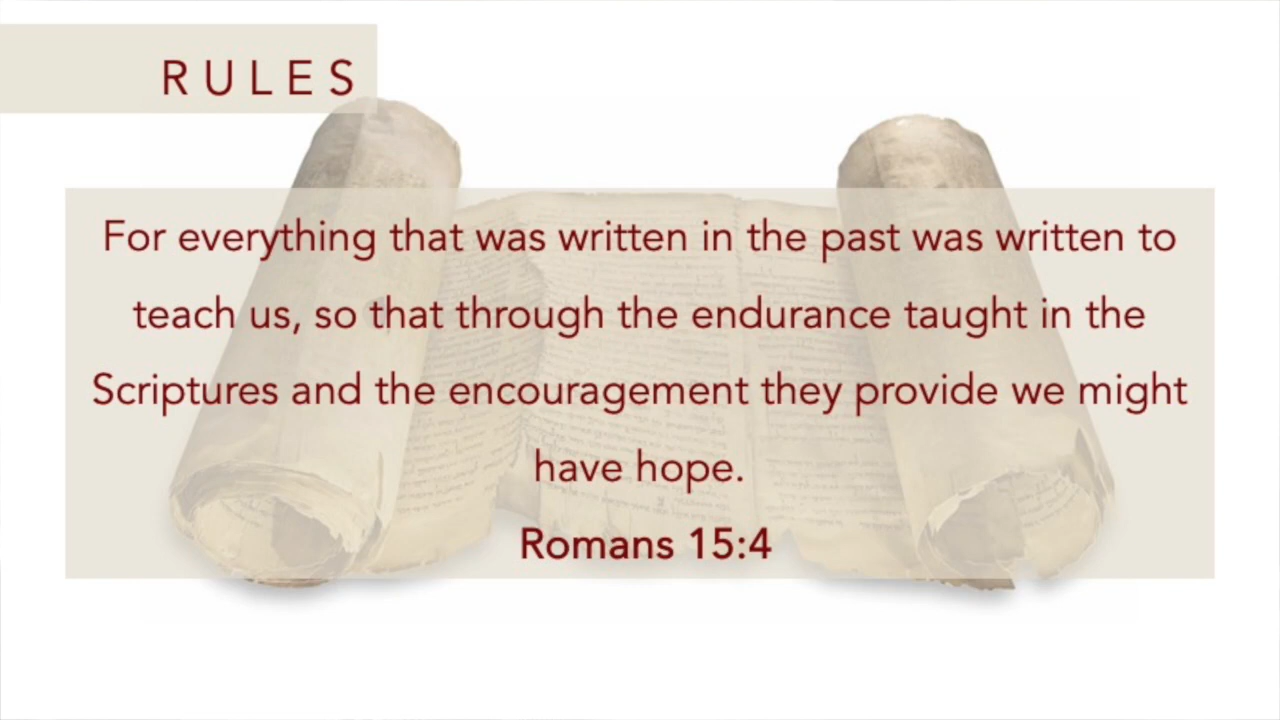 RULES
For everything that was written in the past was written to
teach us, so that through the endurance taught in the
Scriptures and the encouragement they provide we might
have hope.
Romans 15:4